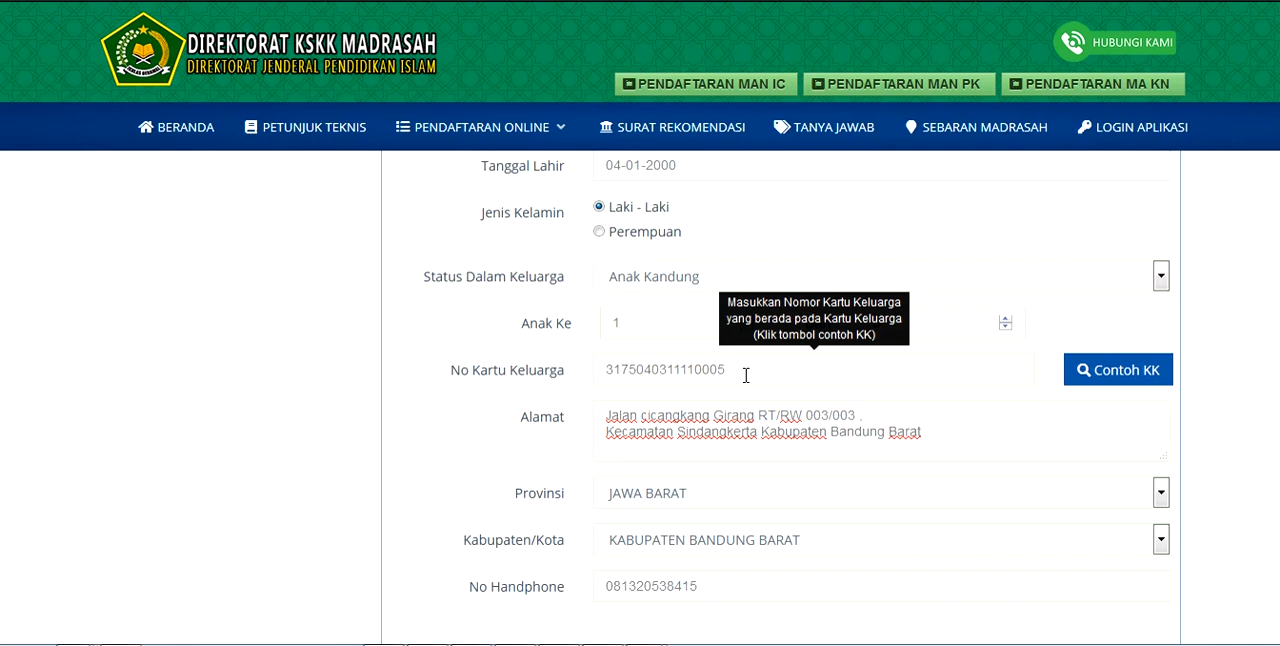 DIREKTORAT KSKK MADRASAH
DIREKTORAT JENDERAL PENDIDIKAN ISLAM
HUBUNGI KAMI
PENDAFTARAN MAN IC
PENDAFTARAN MAN PK
PENDAFTARAN MA KN
BERANDA
PETUNJUK TEKNIS
PENDAFTARAN ONLINE
SURAT REKOMENDASI
TANYA JAWAB
SEBARAN MADRASAH
LOGIN APLIKASI
Tanggal Lahir
04-01-2000
Jenis Kelamin
Laki - Laki
Perempuan
Status Dalam Keluarga
Anak Kandung
Masukkan Nomor Kartu Keluarga
yang berada pada Kartu Keluarga
(Klik tombol contoh KK)
Anak Ke
1
No Kartu Keluarga
3175040311110005
Contoh KK
Alamat
Jalan cicangkang Girang RT/RW 003/003 .
Kecamatan Sindangkerta Kabupaten Bandung Barat
Provinsi
JAWA BARAT
Kabupaten/Kota
KABUPATEN BANDUNG BARAT
No Handphone
081320538415